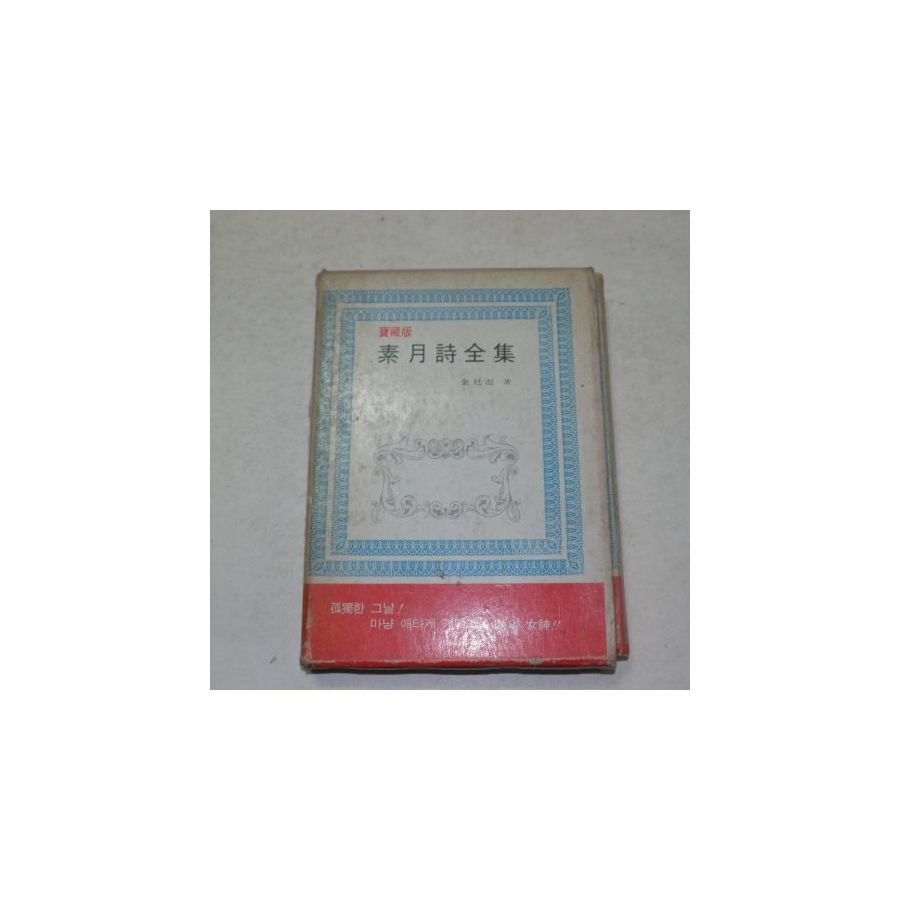 寶藏版
素月詩全集
金廷湜 著
孤獨한 그날!
마냥 애타게 女神!!